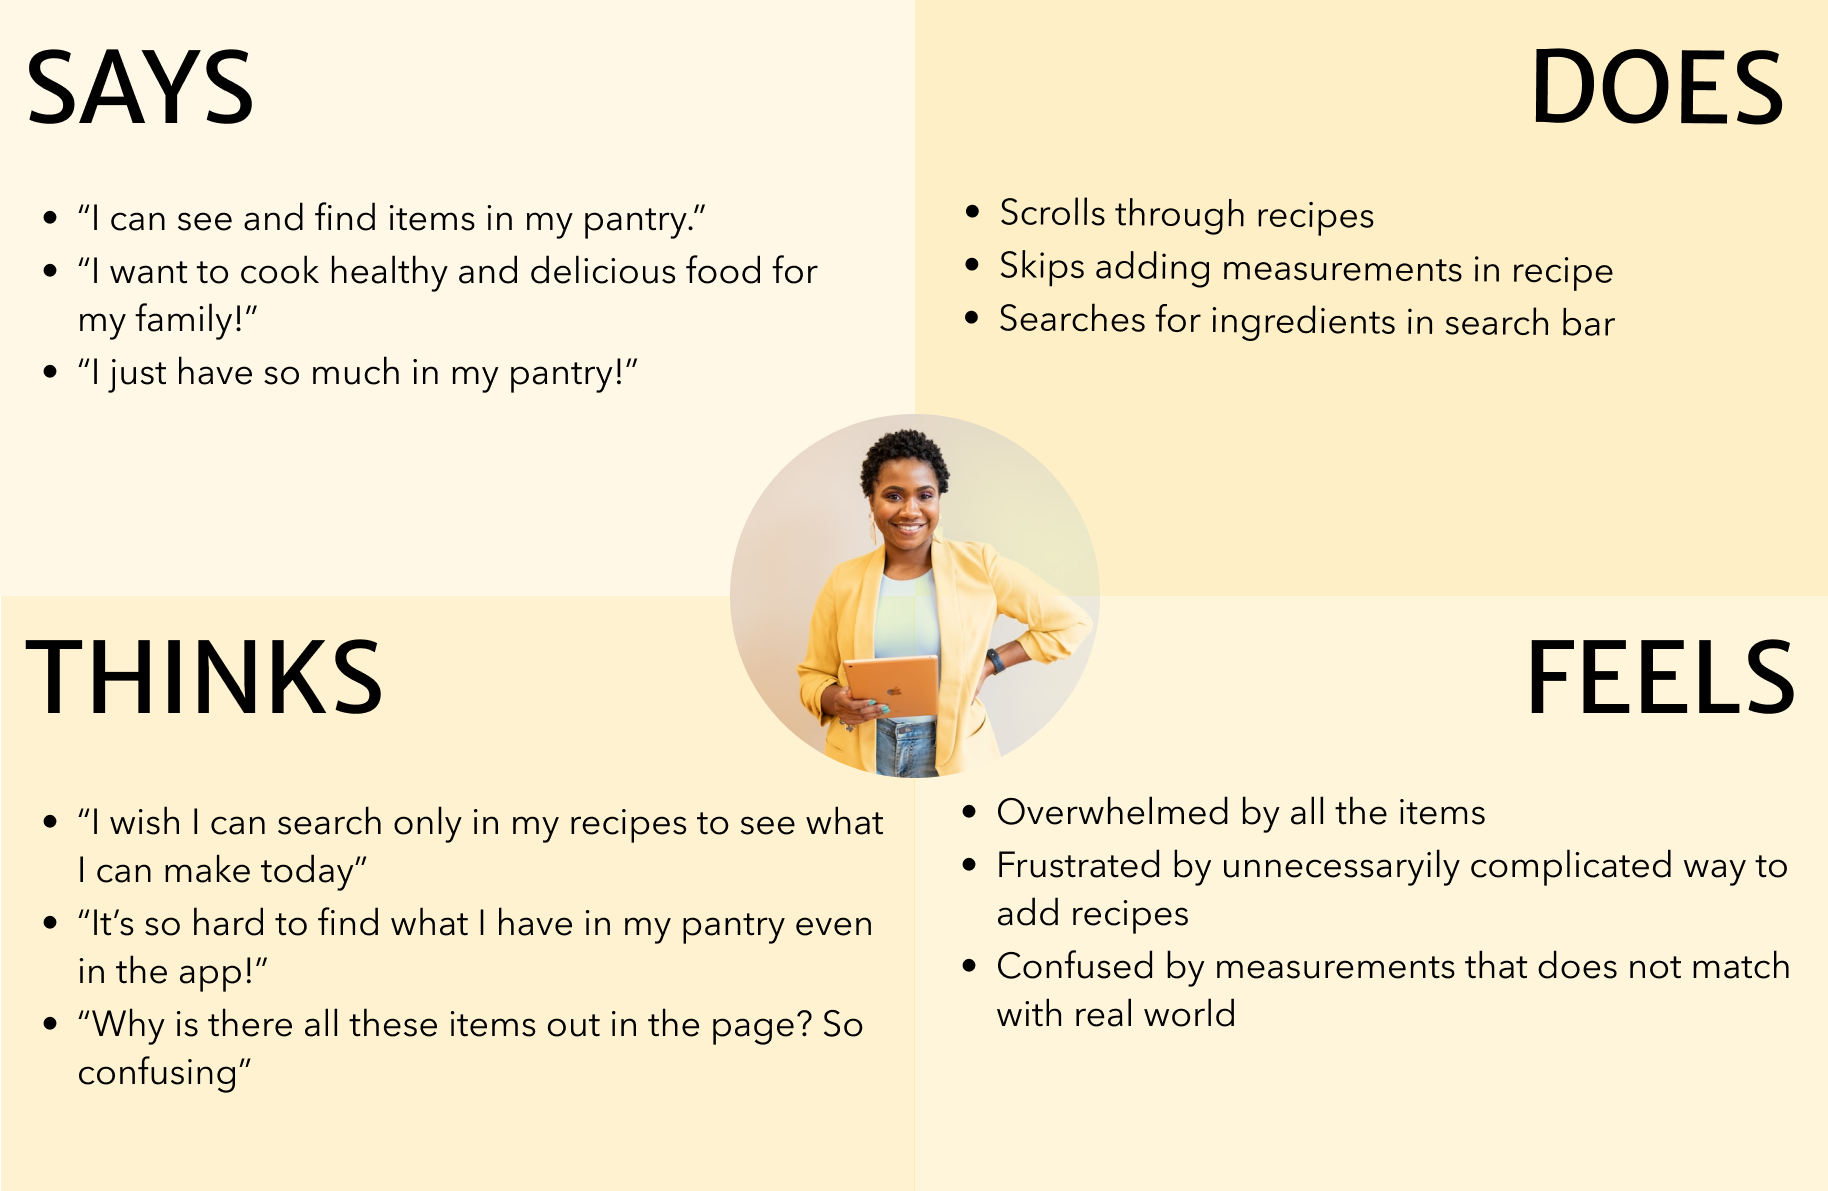 SAYS
• “I can see and find items in my pantry.”
• “I want to cook healthy and delicious food for
my family!”
• “I just have so much in my pantry!”
DOES
• Scrolls through recipes
• Skips adding measurements in recipe
• Searches for ingredients in search bar
THINKS
• “I wish I can search only in my recipes to see what
I can make today”
• “It’s so hard to find what I have in my pantry even
in the app!”
• “Why is there all these items out in the page? So
confusing”
FEELS
• Overwhelmed by all the items
• Frustrated by unnecessaryily complicated way to
add recipes
• Confused by measurements that does not match
with real world